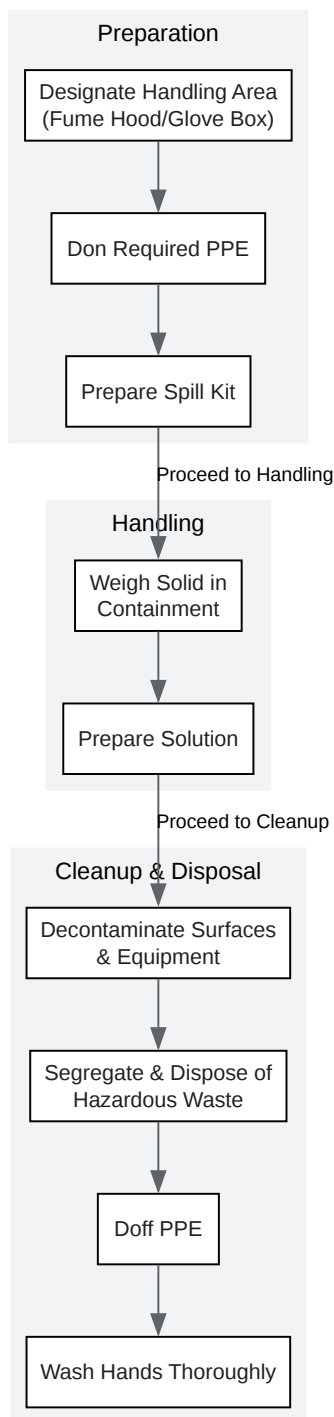 Preparation
Designate Handling Area
(Fume Hood/Glove Box)
Don Required PPE
Prepare Spill Kit
Proceed to Handling
Handling
Weigh Solid in
Containment
Prepare Solution
Proceed to Cleanup
Cleanup & Disposal
Decontaminate Surfaces
& Equipment
Segregate & Dispose of
Hazardous Waste
Doff PPE
Wash Hands Thoroughly